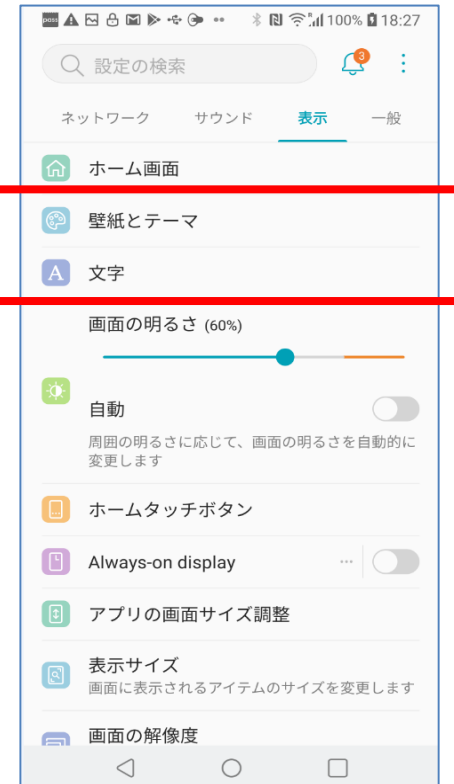 100% 18:27
設定の検索
3
ネットワーク サウンド 表示 一般
ホーム画面
壁紙とテーマ
A 文字
画面の明るさ (60%)
自動
周囲の明るさに応じて、画面の明るさを自動的に
変更します
ホームタッチボタン
Always-on display
アプリの画面サイズ調整
表示サイズ
画面に表示されるアイテムのサイズを変更します
画面の解像度